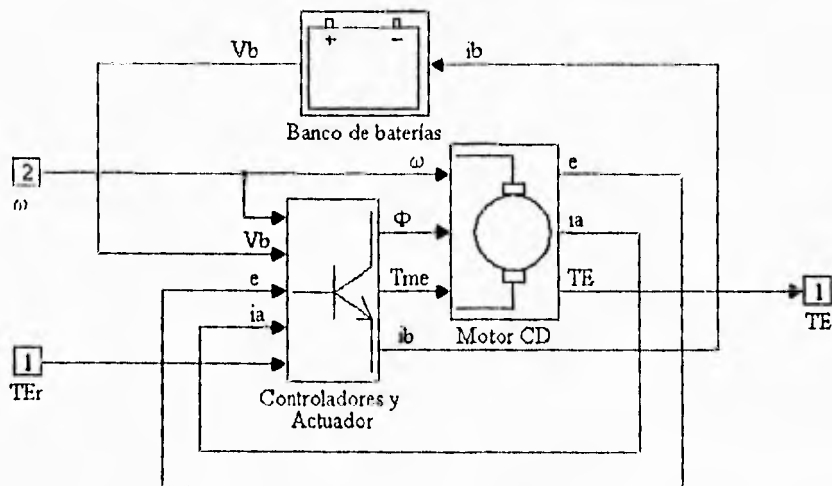 + −
Vb
ib
Banco de baterías
2
ω
ω
e
Vb
Φ
ia
e
Tme
TE
1
TE
ia
Motor CD
1
TEr
ib
Controladores y
Actuador